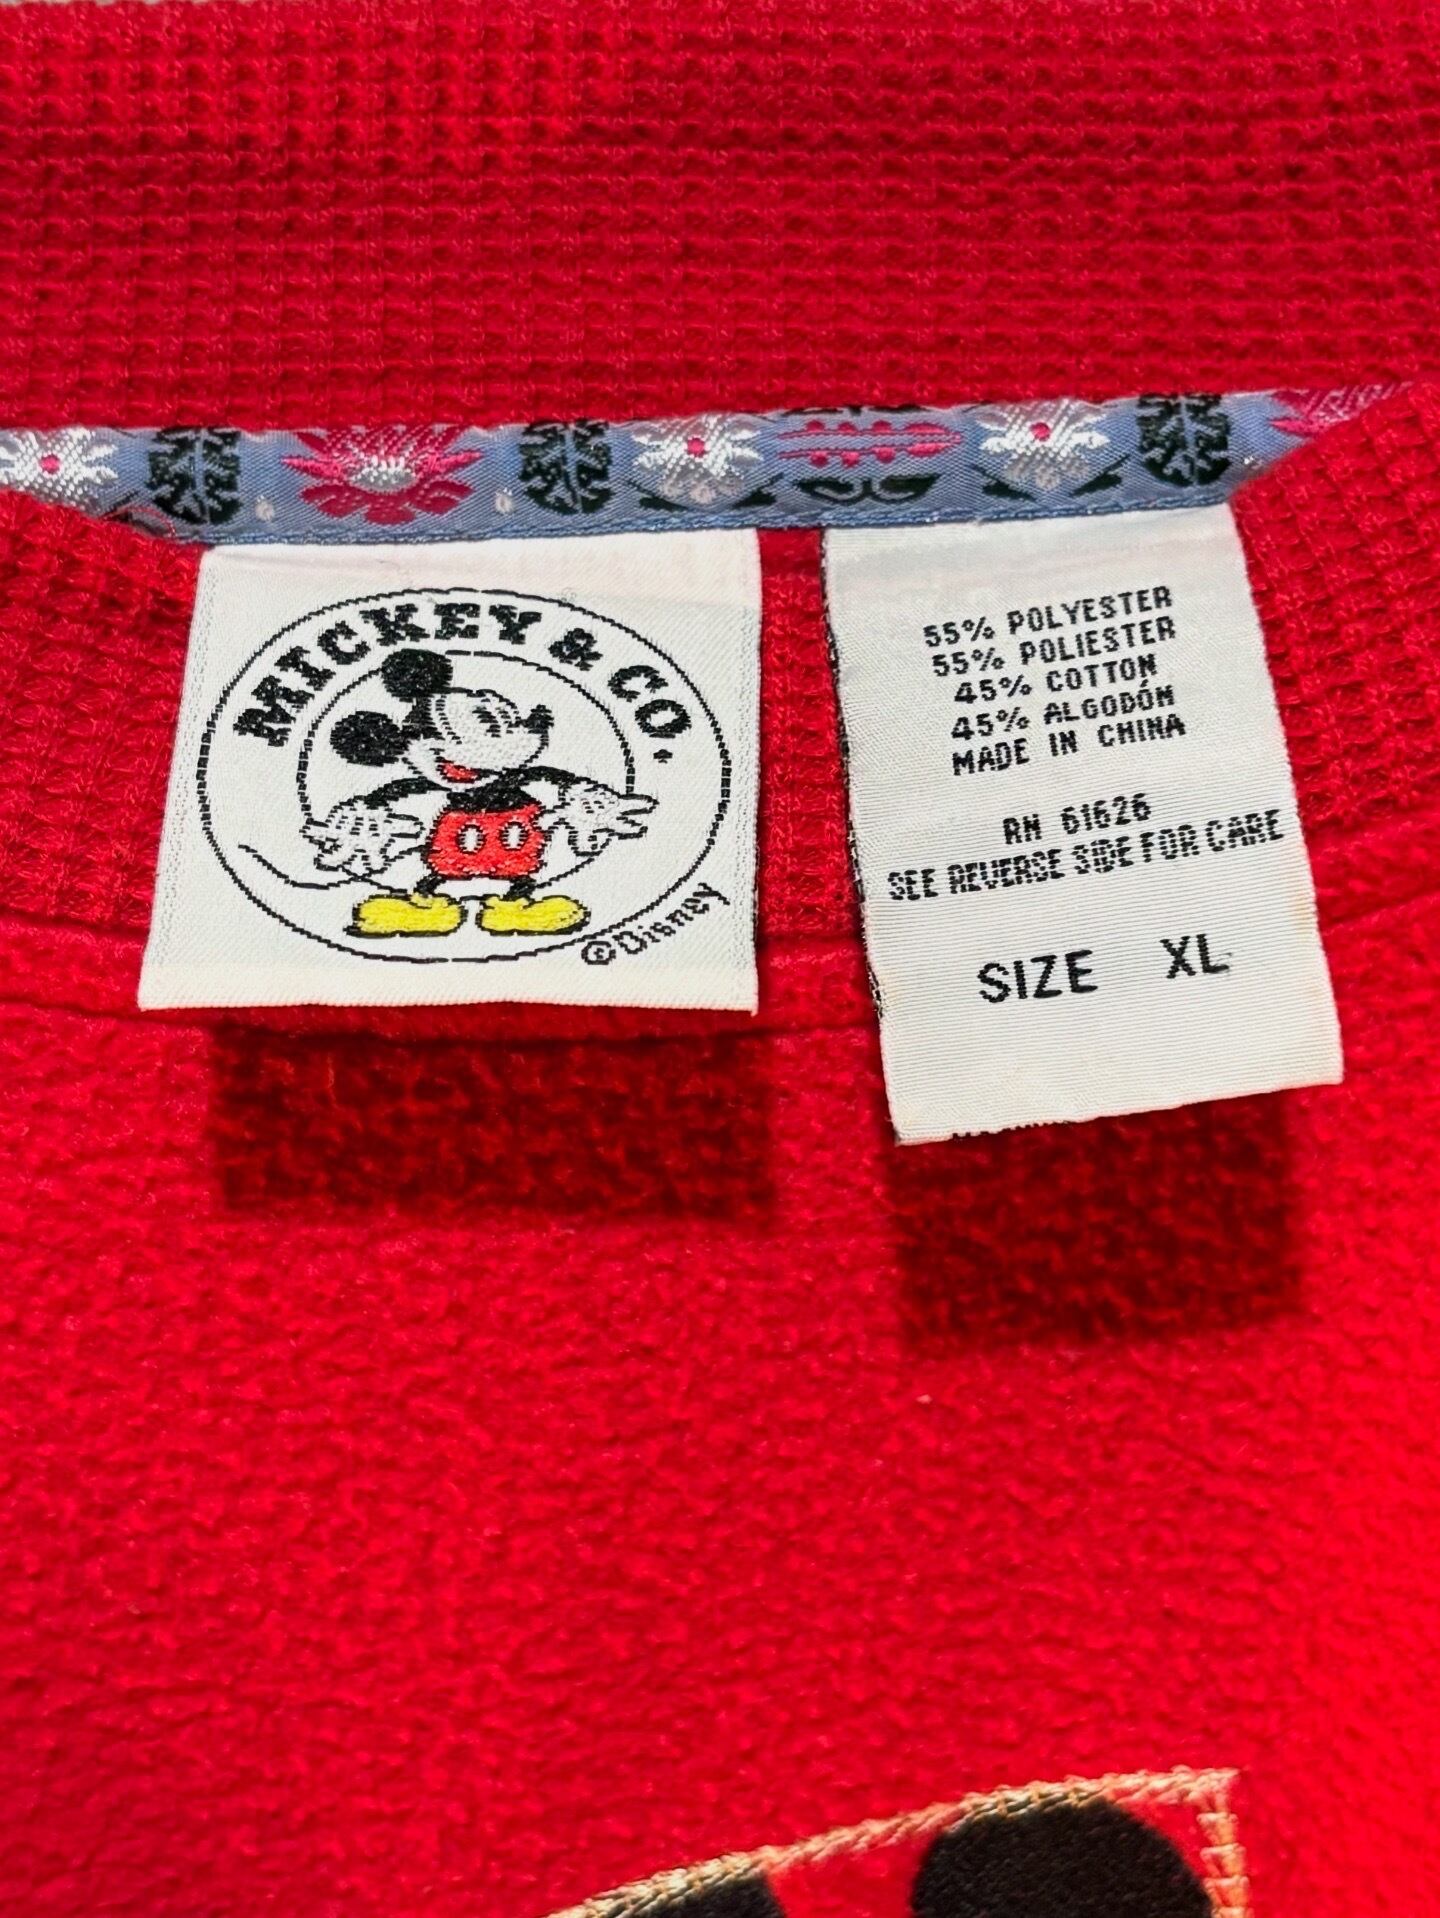 MICKEY & CO.
©Disney
55% POLYESTER
55% POLIESTER
45% COTTON
45% ALGODÓN
MADE IN CHINA
RN 61626
SEE REVERSE SIDE FOR CARE
SIZE XL